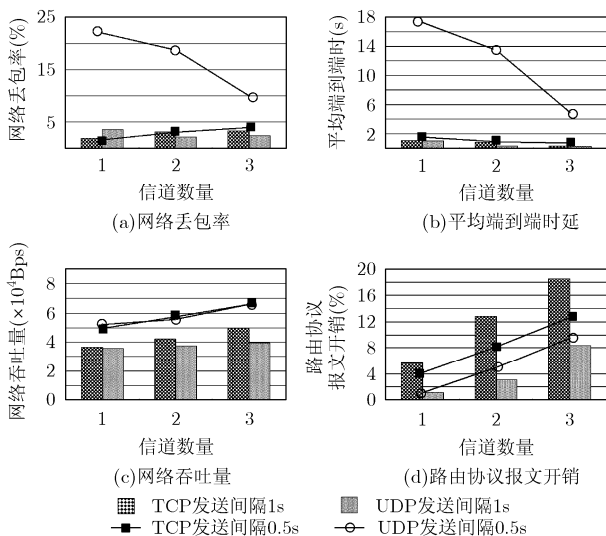 网络丢包率(%)
25
15
5
1 2 3
信道数量
(a)网络丢包率
平均端到端时(s)
18
14
10
6
2
1 2 3
信道数量
(b)平均端到端时延
网络吞吐量(×10⁴Bps)
8
6
4
2
0
1 2 3
信道数量
(c)网络吞吐量
路由协议
报文开销(%)
20
16
12
8
4
0
1 2 3
信道数量
(d)路由协议报文开销
TCP发送间隔1s
UDP发送间隔1s
TCP发送间隔0.5s
UDP发送间隔0.5s